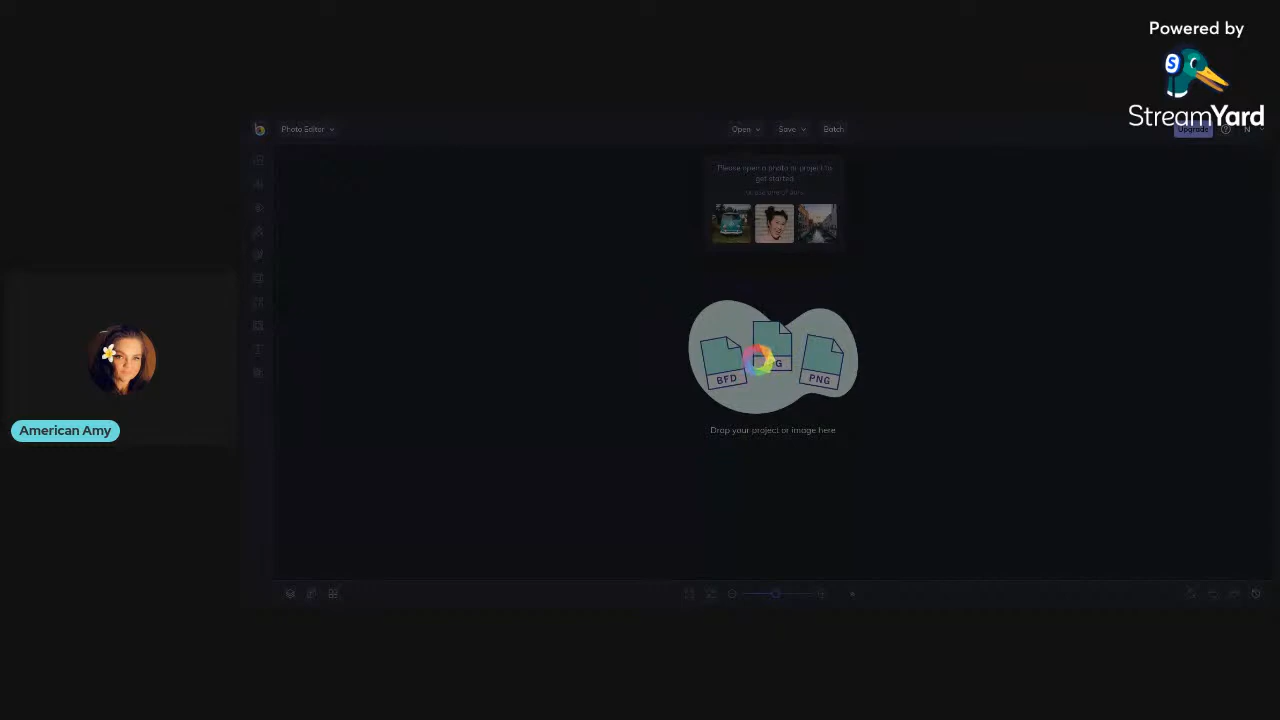 Powered by
StreamYard
Photo Editor
Open
Save
Batch
Upgrade
N
Please open a photo or project to
get started.
BFD
G
PNG
Drop your project or image here
American Amy